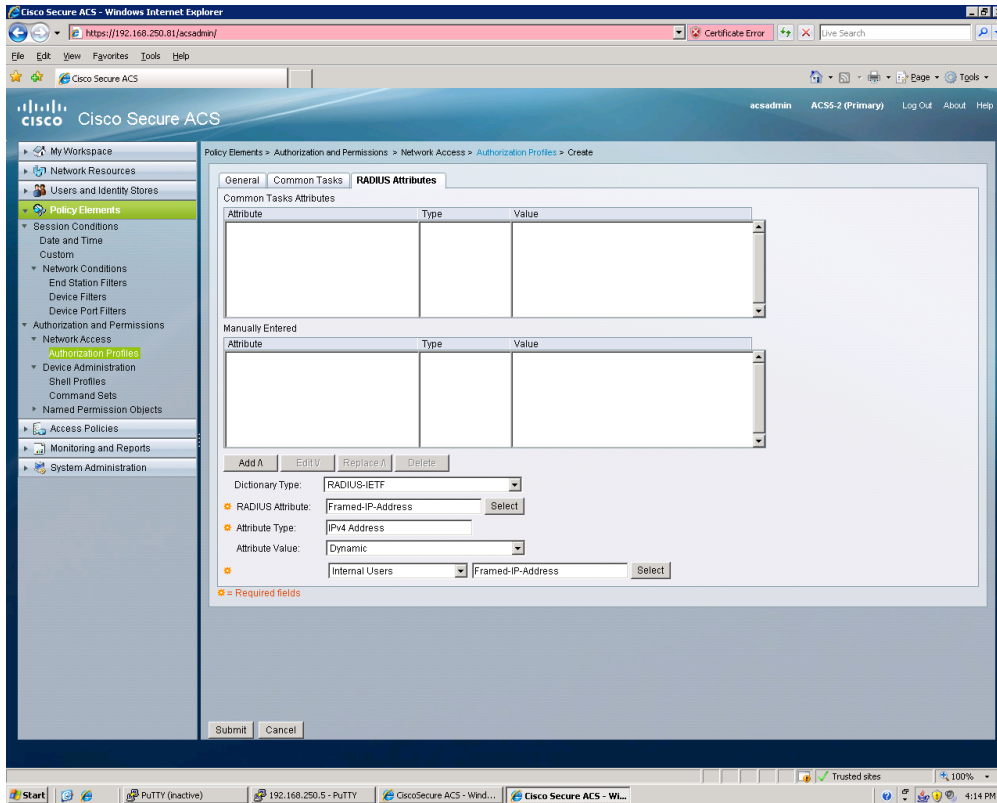 Cisco Secure ACS - Windows Internet Explorer
https://192.168.250.81/acsadmin/
Certificate Error
Live Search
File Edit View Favorites Tools Help
Cisco Secure ACS
Page Tools
CISCO Cisco Secure ACS
acsadmin ACS5-2 (Primary) Log Out About Help
My Workspace
Network Resources
Users and Identity Stores
Policy Elements
Session Conditions
Date and Time
Custom
Network Conditions
End Station Filters
Device Filters
Device Port Filters
Authorization and Permissions
Network Access
Authorization Profiles
Device Administration
Shell Profiles
Command Sets
Named Permission Objects
Access Policies
Monitoring and Reports
System Administration
Policy Elements > Authorization and Permissions > Network Access > Authorization Profiles > Create
General Common Tasks RADIUS Attributes
Common Tasks Attributes
Attribute Type Value
Manually Entered
Attribute Type Value
Add Λ Edit V Replace Λ Delete
Dictionary Type: RADIUS-IETF
RADIUS Attribute: Framed-IP-Address Select
Attribute Type: IPv4 Address
Attribute Value: Dynamic
Internal Users Framed-IP-Address Select
= Required fields
Submit Cancel
Trusted sites 100%
Start PuTTY (inactive) 192.168.250.5 - PuTTY CiscoSecure ACS - Wind... Cisco Secure ACS - Wi... 4:14 PM